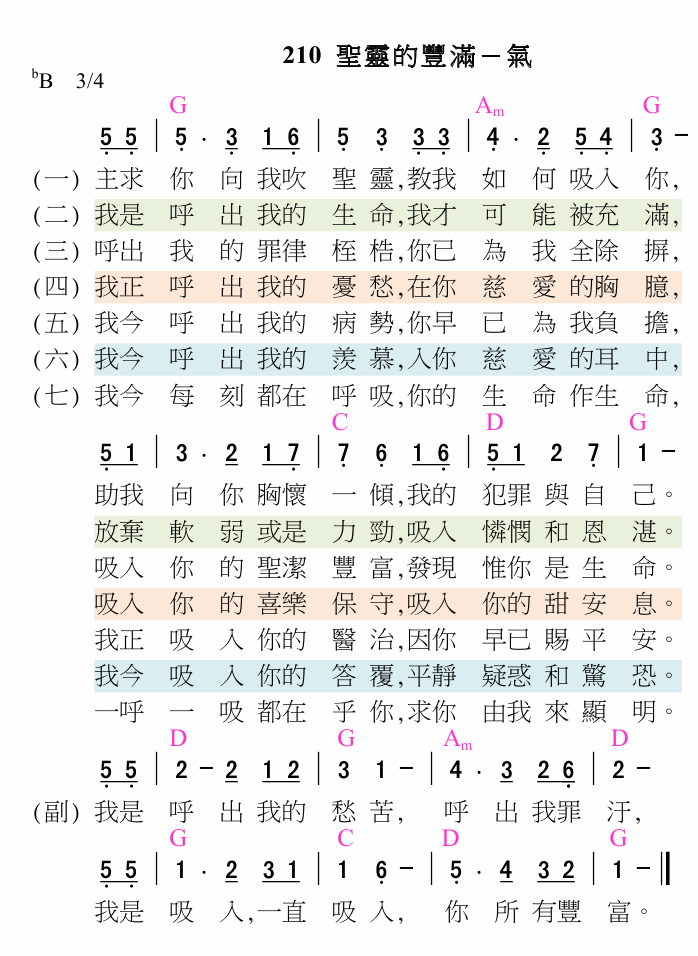 210 聖靈的豐滿－氣
ᵇB 3/4
G Am G
5 5 | 5 · 3 1 6 | 5 3 3 3 | 4 · 2 5 4 | 3 -
(一) 主求 你 向 我吹 聖 靈,教我 如 何 吸入 你,
(二) 我是 呼 出 我的 生 命,我才 可 能 被充 滿,
(三) 呼出 我 的 罪律 桎 梏,你已 為 我 全除 摒,
(四) 我正 呼 出 我的 憂 愁,在你 慈 愛 的胸 臆,
(五) 我今 呼 出 我的 病 勢,你早 已 為 我負 擔,
(六) 我今 呼 出 我的 羨 慕,入你 慈 愛 的耳 中,
(七) 我今 每 刻 都在 呼 吸,你的 生 命 作生 命,
C D G
5 1 | 3 · 2 1 7 | 7 6 1 6 | 5 1 2 7 | 1 -
助我 向 你 胸懷 一 傾,我的 犯罪 與 自 己。
放棄 軟 弱 或是 力 勁,吸入 憐憫 和 恩 湛。
吸入 你 的 聖潔 豐 富,發現 惟你 是 生 命。
吸入 你 的 喜樂 保 守,吸入 你的 甜 安 息。
我正 吸 入 你的 醫 治,因你 早已 賜 平 安。
我今 吸 入 你的 答 覆,平靜 疑惑 和 驚 恐。
一呼 一 吸 都在 乎 你,求你 由我 來 顯 明。
D G Am D
5 5 | 2 - 2 1 2 | 3 1 - | 4 · 3 2 6 | 2 -
(副) 我是 呼 出 我的 愁 苦, 呼 出 我罪 汙,
G C D G
5 5 | 1 · 2 3 1 | 1 6 - | 5 · 4 3 2 | 1 - ‖
我是 吸 入,一直 吸 入, 你 所 有豐 富。